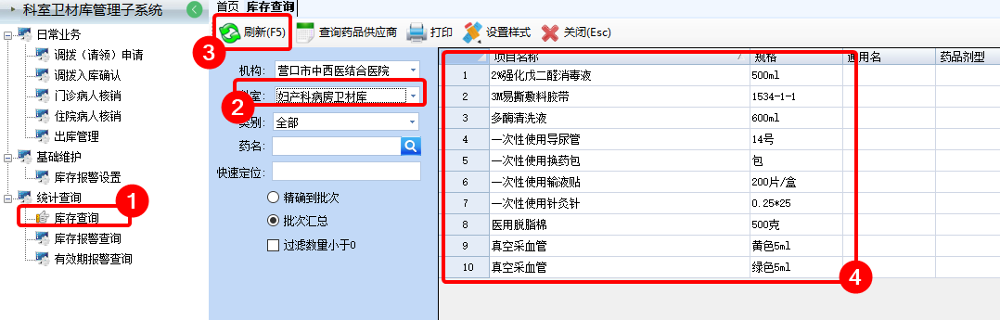 科室卫材库管理子系统
日常业务
调拨（请领）申请
调拨入库确认
门诊病人核销
住院病人核销
出库管理
基础维护
库存报警设置
统计查询
库存查询
1
库存报警查询
有效期报警查询
首页 库存查询
刷新(F5) 查询药品供应商 打印 设置样式 关闭(Esc)
3
机构: 营口市中西医结合医院
室: 妇产科病房卫材库
2
类别: 全部
药名:
快速定位:
精确到批次
批次汇总
过滤数量小于0
项目名称 规格 通用名 药品剂型
1 2%强化戊二醛消毒液 500ml
2 3M易撕敷料胶带 1534-1-1
3 多酶清洗液 600ml
4 一次性使用导尿管 14号
5 一次性使用换药包 包
6 一次性使用输液贴 200片/盒
7 一次性使用针灸针 0.25*25
8 医用脱脂棉 500克
9 真空采血管 黄色5ml
10 真空采血管 绿色5ml
4